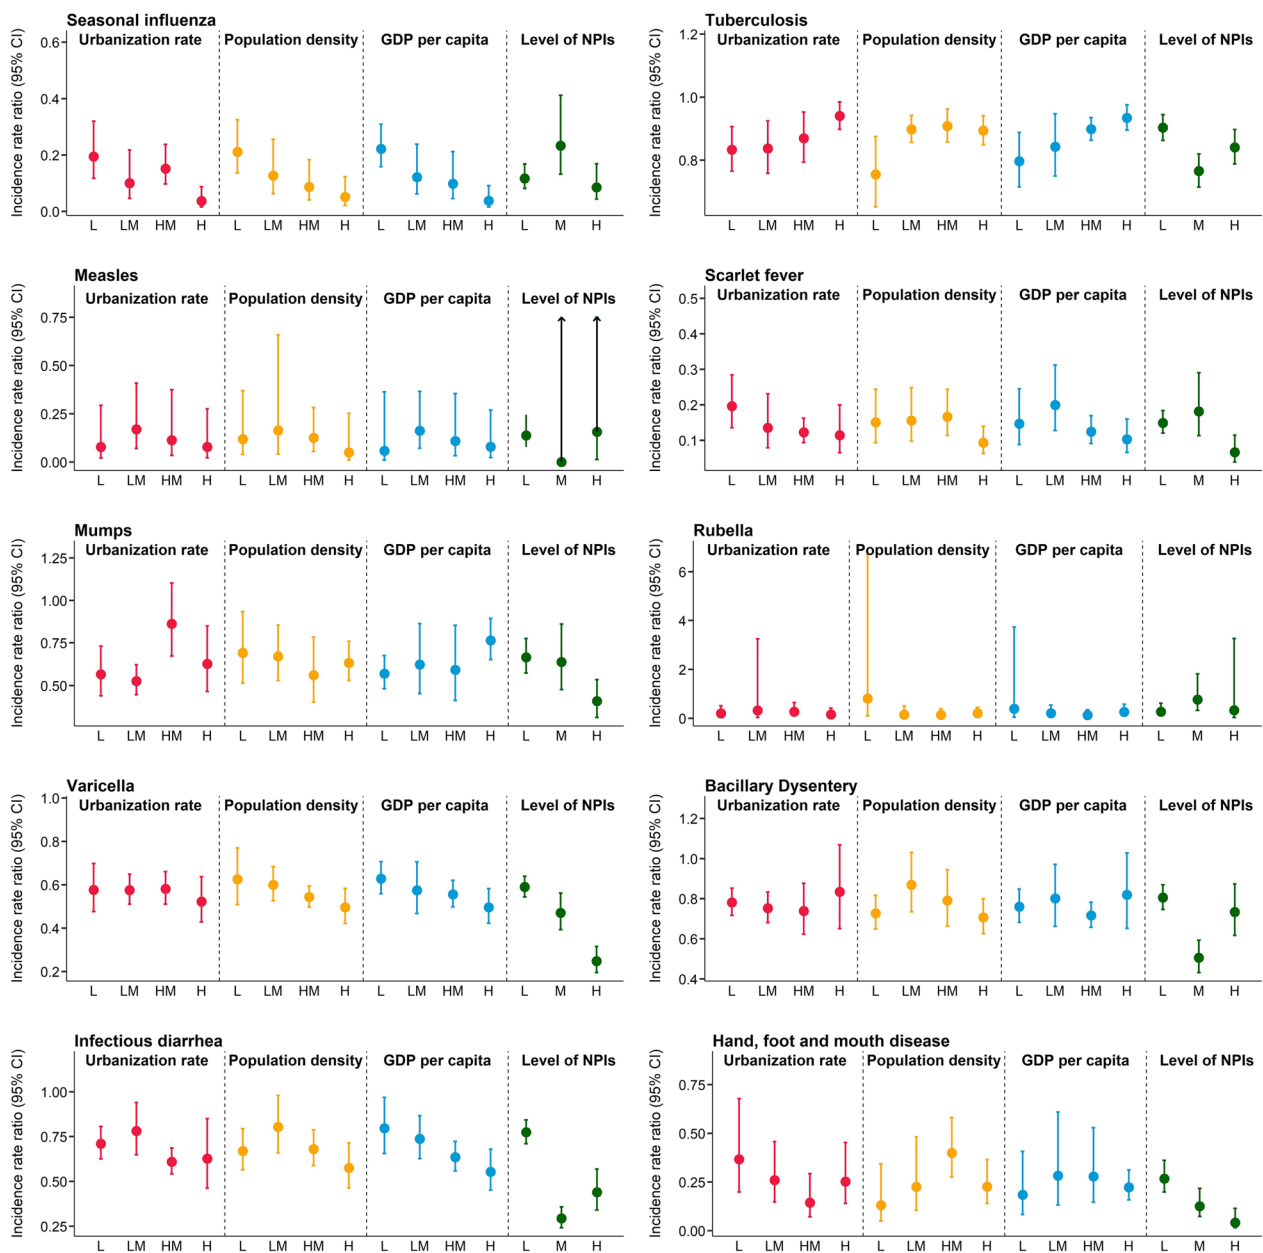 Seasonal influenza
Urbanization rate Population density GDP per capita Level of NPIs
Incidence rate ratio (95% CI)
0.6
0.4
0.2
0.0
L LM HM H L LM HM H L LM HM H L M H
Tuberculosis
Urbanization rate Population density GDP per capita Level of NPIs
Incidence rate ratio (95% CI)
1.2
1.0
0.8
L LM HM H L LM HM H L LM HM H L M H
Measles
Urbanization rate Population density GDP per capita Level of NPIs
Incidence rate ratio (95% CI)
0.75
0.50
0.25
0.00
L LM HM H L LM HM H L LM HM H L M H
Scarlet fever
Urbanization rate Population density GDP per capita Level of NPIs
Incidence rate ratio (95% CI)
0.5
0.4
0.3
0.2
0.1
L LM HM H L LM HM H L LM HM H L M H
Mumps
Urbanization rate Population density GDP per capita Level of NPIs
Incidence rate ratio (95% CI)
1.25
1.00
0.75
0.50
L LM HM H L LM HM H L LM HM H L M H
Rubella
Urbanization rate Population density GDP per capita Level of NPIs
Incidence rate ratio (95% CI)
6
4
2
0
L LM HM H L LM HM H L LM HM H L M H
Varicella
Urbanization rate Population density GDP per capita Level of NPIs
Incidence rate ratio (95% CI)
1.0
0.8
0.6
0.4
0.2
L LM HM H L LM HM H L LM HM H L M H
Bacillary Dysentery
Urbanization rate Population density GDP per capita Level of NPIs
Incidence rate ratio (95% CI)
1.2
1.0
0.8
0.6
0.4
L LM HM H L LM HM H L LM HM H L M H
Infectious diarrhea
Urbanization rate Population density GDP per capita Level of NPIs
Incidence rate ratio (95% CI)
1.00
0.75
0.50
0.25
L LM HM H L LM HM H L LM HM H L M H
Hand, foot and mouth disease
Urbanization rate Population density GDP per capita Level of NPIs
Incidence rate ratio (95% CI)
0.75
0.50
0.25
0.00
L LM HM H L LM HM H L LM HM H L M H